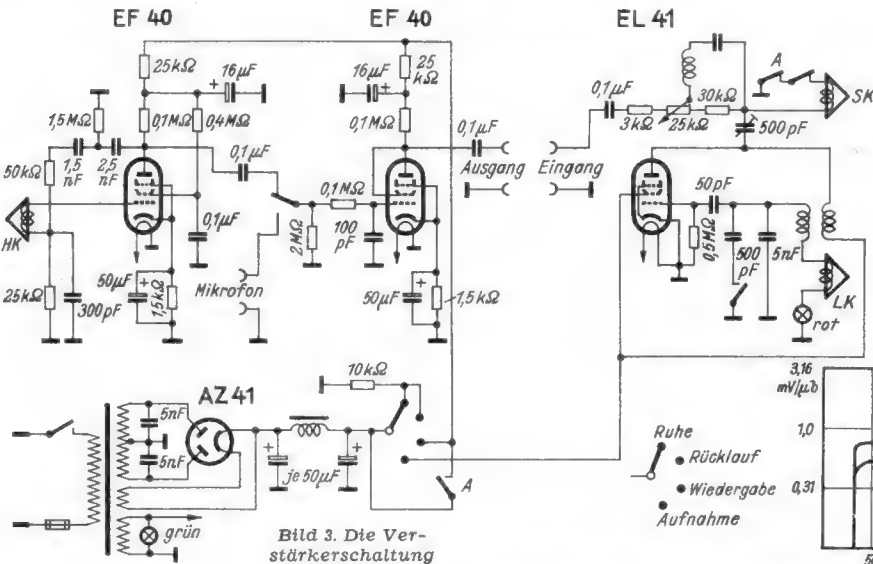 EF 40
EF 40
EL 41
25kΩ
16µF
+
1,5MΩ
0,1MΩ
0,4MΩ
50kΩ
1,5
nF
2,5
nF
0,1µF
HK
25kΩ
300pF
50µF
+
1,5kΩ
0,1µF
Mikrofon
16µF
+
25
kΩ
0,1MΩ
0,1µF
Ausgang
Eingang
0,1MΩ
2MΩ
100
pF
50µF
+
1,5kΩ
0,1µF
3kΩ
25kΩ
30kΩ
A
SK
500pF
50pF
0,5MΩ
500
pF
5nF
LK
rot
AZ 41
5nF
5nF
grün
+
+
je 50µF
10kΩ
A
Ruhe
Rücklauf
Wiedergabe
Aufnahme
3,16
mV/µb
1,0
0,31
Bild 3. Die Ver-
stärkerschaltung